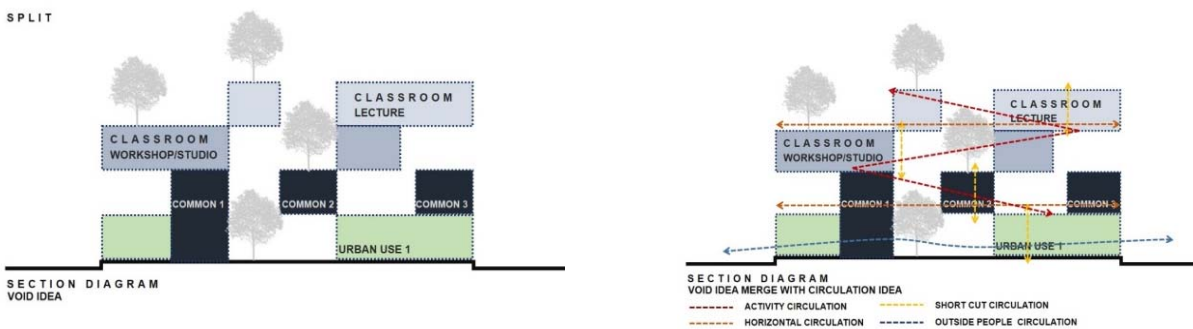 SPLIT
CLASSROOM
LECTURE
CLASSROOM
WORKSHOP/STUDIO
COMMON 1
COMMON 2
COMMON 3
URBAN USE 1
SECTION DIAGRAM
VOID IDEA
CLASSROOM
LECTURE
CLASSROOM
WORKSHOP/STUDIO
COMMON 1
COMMON 2
COMMON 3
URBAN USE 1
SECTION DIAGRAM
VOID IDEA MERGE WITH CIRCULATION IDEA
ACTIVITY CIRCULATION
SHORT CUT CIRCULATION
HORIZONTAL CIRCULATION
OUTSIDE PEOPLE CIRCULATION